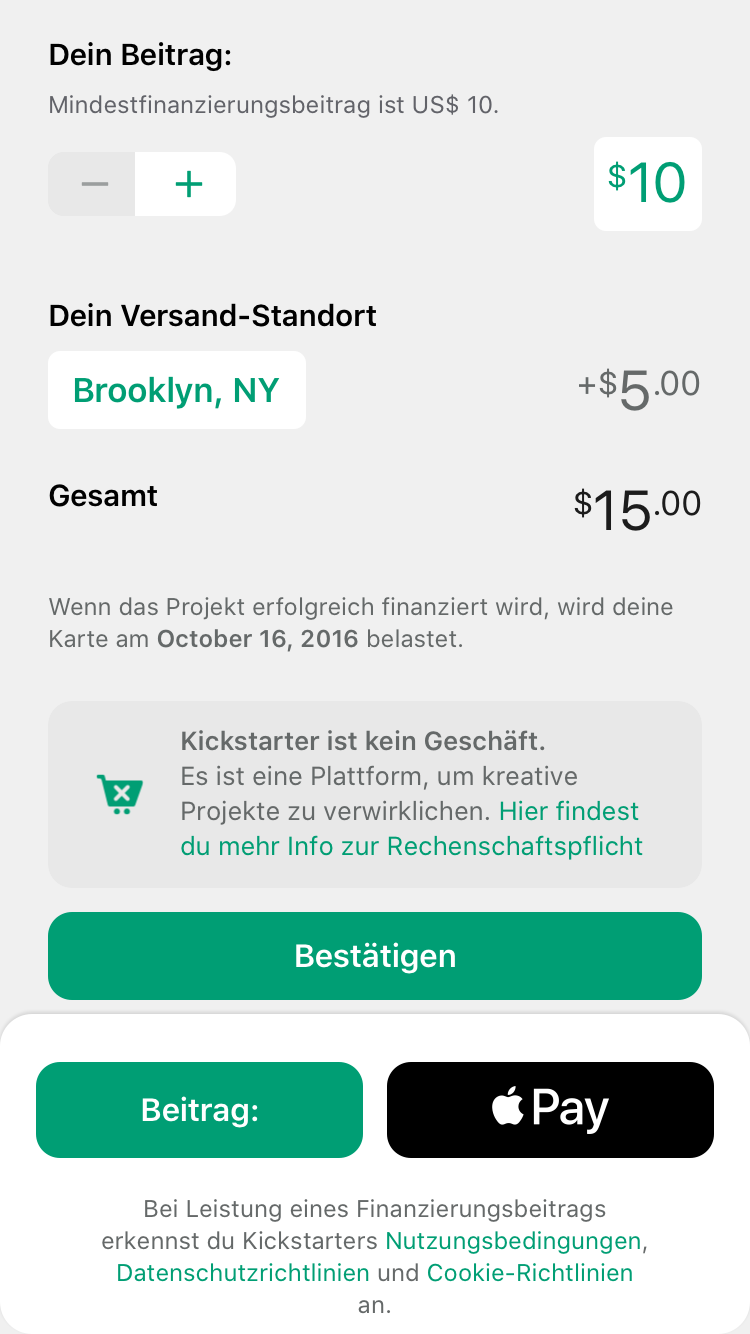 Dein Beitrag:
Mindestfinanzierungsbeitrag ist US$ 10.
− + $10
Dein Versand-Standort
Brooklyn, NY +$5.00
Gesamt $15.00
Wenn das Projekt erfolgreich finanziert wird, wird deine
Karte am October 16, 2016 belastet.
Kickstarter ist kein Geschäft.
Es ist eine Plattform, um kreative
Projekte zu verwirklichen. Hier findest
du mehr Info zur Rechenschaftspflicht
Bestätigen
Beitrag: Pay
Bei Leistung eines Finanzierungsbeitrags
erkennst du Kickstarters Nutzungsbedingungen,
Datenschutzrichtlinien und Cookie-Richtlinien
an.